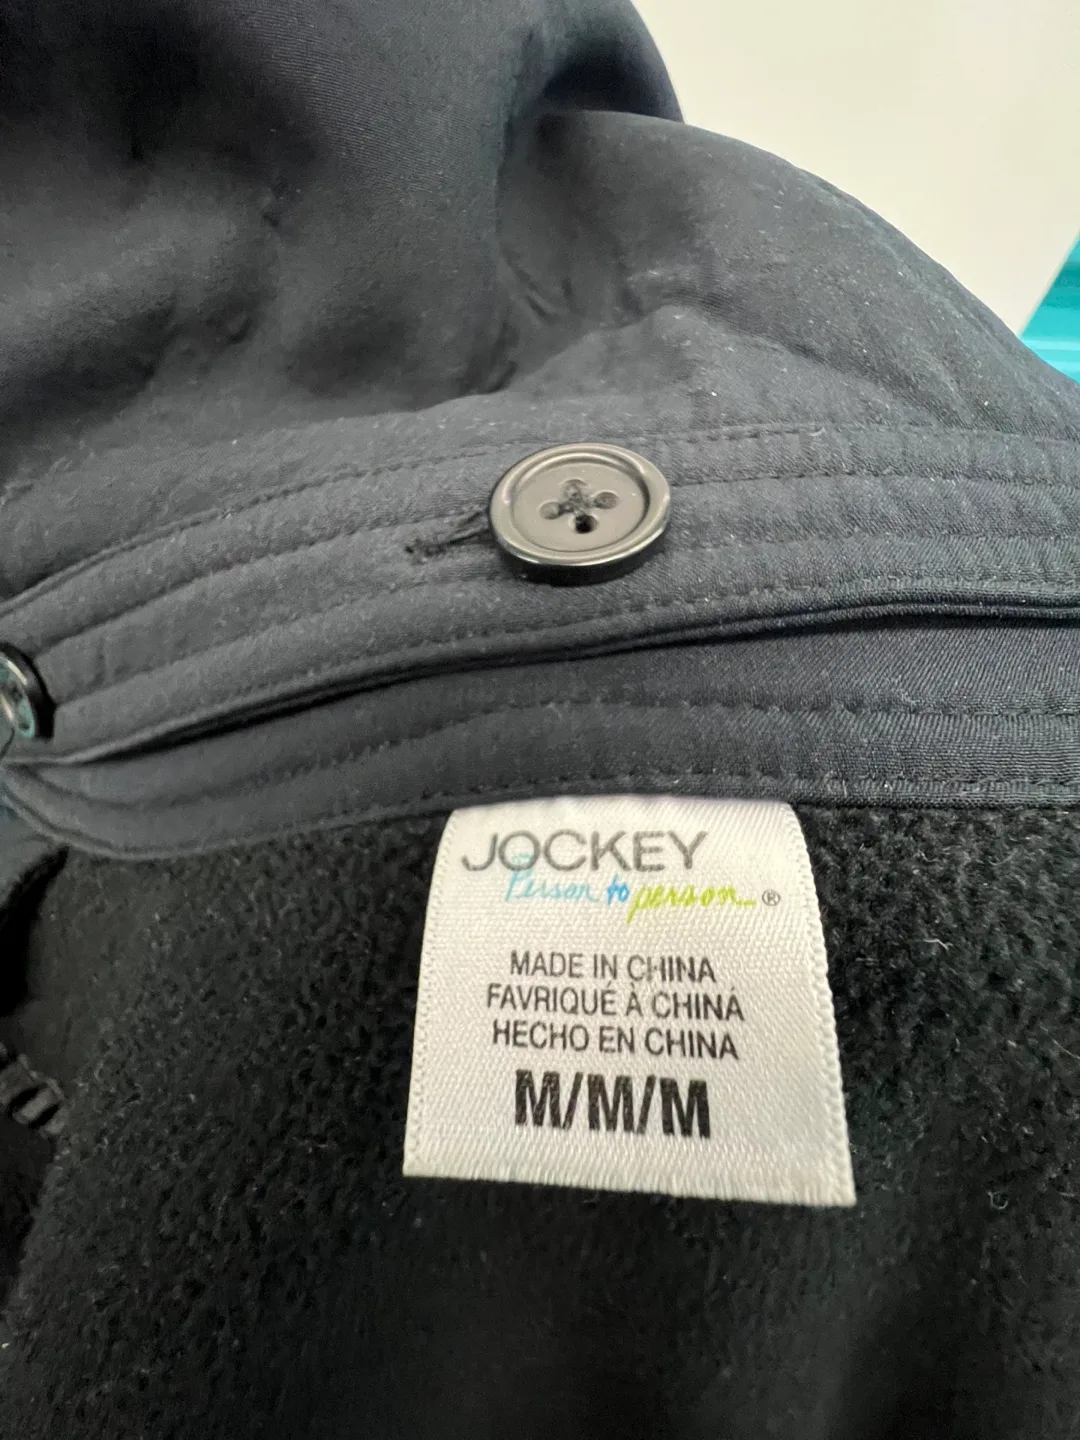 JOCKEY
Person to person... ®
MADE IN CHINA
FAVRIQUÉ À CHINÁ
HECHO EN CHINA
M/M/M